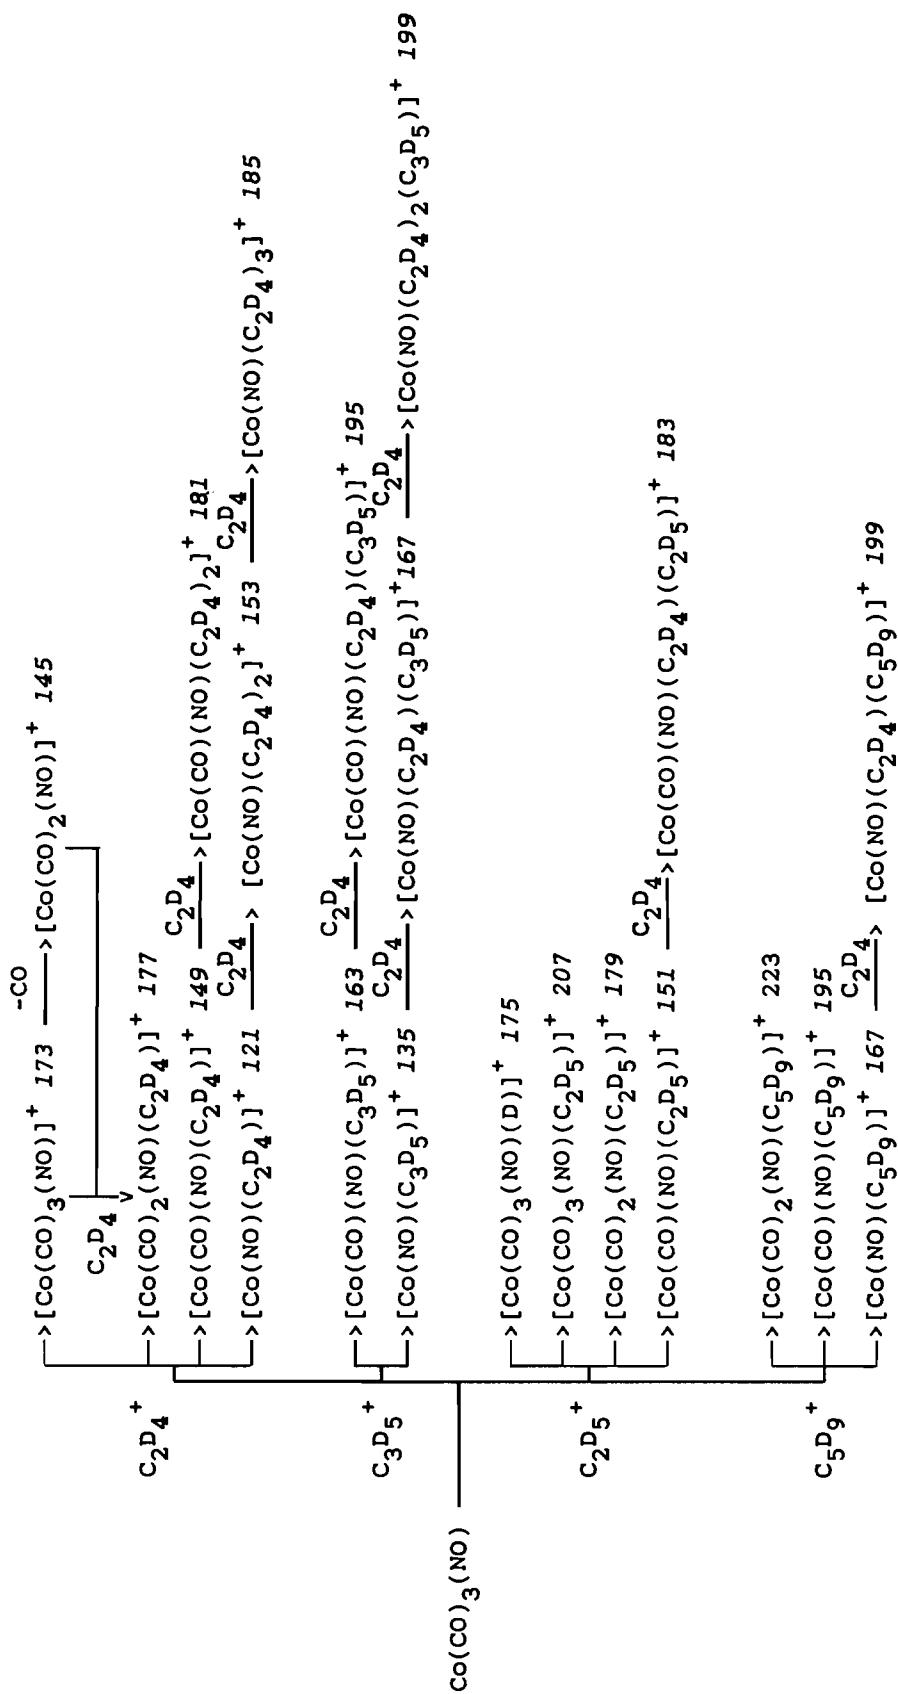 -CO
>[Co(CO)₃(NO)]⁺ 173 ——>[Co(CO)₂(NO)]⁺ 145
C₂D₄
C₂D₄⁺
>[Co(CO)₂(NO)(C₂D₄)]⁺ 177
C₂D₄
>[Co(CO)(NO)(C₂D₄)]⁺ 149 ——>[Co(CO)(NO)(C₂D₄)₂]⁺ 181
C₂D₄ C₂D₄
>[Co(NO)(C₂D₄)]⁺ 121 ——> [Co(NO)(C₂D₄)₂]⁺ 153 ——>[Co(NO)(C₂D₄)₃]⁺ 185
C₃D₅⁺
C₂D₄
>[Co(CO)(NO)(C₃D₅)]⁺ 163 ——>[Co(CO)(NO)(C₂D₄)(C₃D₅)]⁺ 195
C₂D₄ C₂D₄
>[Co(NO)(C₃D₅)]⁺ 135 ——>[Co(NO)(C₂D₄)(C₃D₅)]⁺167 ——>[Co(NO)(C₂D₄)₂(C₃D₅)]⁺ 199
Co(CO)₃(NO)
C₂D₅⁺
>[Co(CO)₃(NO)(D)]⁺ 175
>[Co(CO)₃(NO)(C₂D₅)]⁺ 207
>[Co(CO)₂(NO)(C₂D₅)]⁺ 179
C₂D₄
>[Co(CO)(NO)(C₂D₅)]⁺ 151 ——>[Co(CO)(NO)(C₂D₄)(C₂D₅)]⁺ 183
C₅D₉⁺
>[Co(CO)₂(NO)(C₅D₉)]⁺ 223
>[Co(CO)(NO)(C₅D₉)]⁺ 195
C₂D₄
>[Co(NO)(C₅D₉)]⁺ 167 ——> [Co(NO)(C₂D₄)(C₅D₉)]⁺ 199